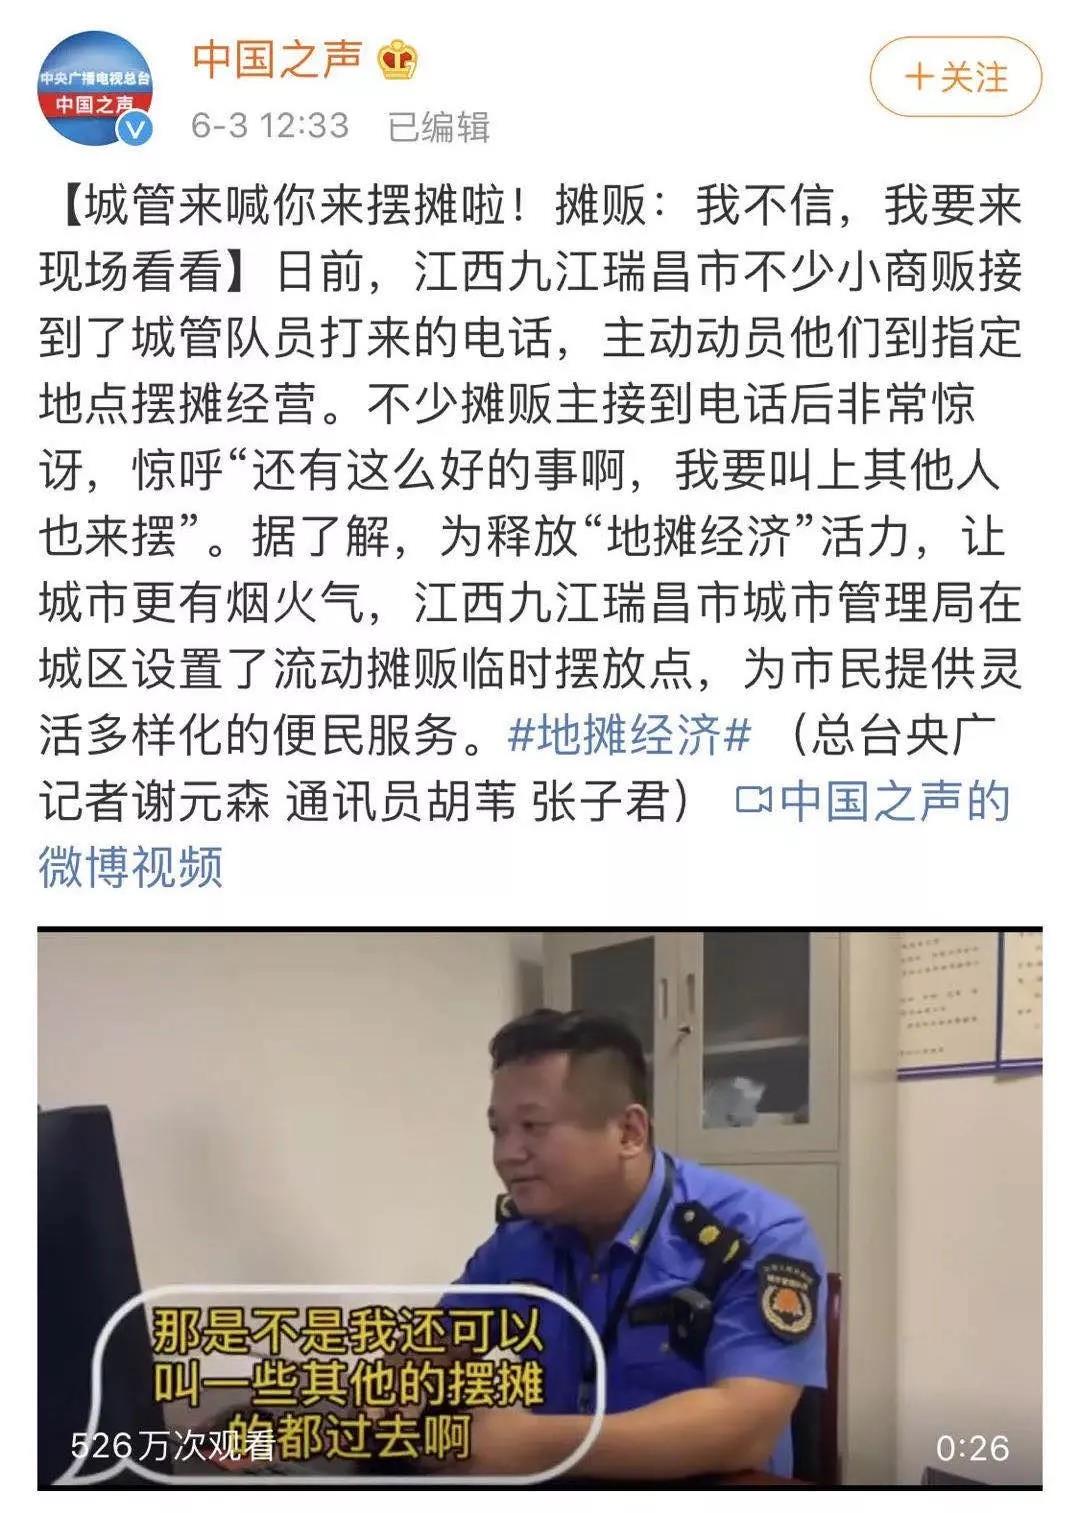 中央广播电视总台
中国之声
中国之声
6-3 12:33 已编辑
＋关注
【城管来喊你来摆摊啦！摊贩：我不信，我要来
现场看看】日前，江西九江瑞昌市不少小商贩接
到了城管队员打来的电话，主动动员他们到指定
地点摆摊经营。不少摊贩主接到电话后非常惊
讶，惊呼“还有这么好的事啊，我要叫上其他人
也来摆”。据了解，为释放“地摊经济”活力，让
城市更有烟火气，江西九江瑞昌市城市管理局在
城区设置了流动摊贩临时摆放点，为市民提供灵
活多样化的便民服务。#地摊经济#（总台央广
记者谢元森 通讯员胡苇 张子君） 中国之声的
微博视频
那是不是我还可以
叫一些其他的摆摊
的都过去啊
526万次观看
0:26